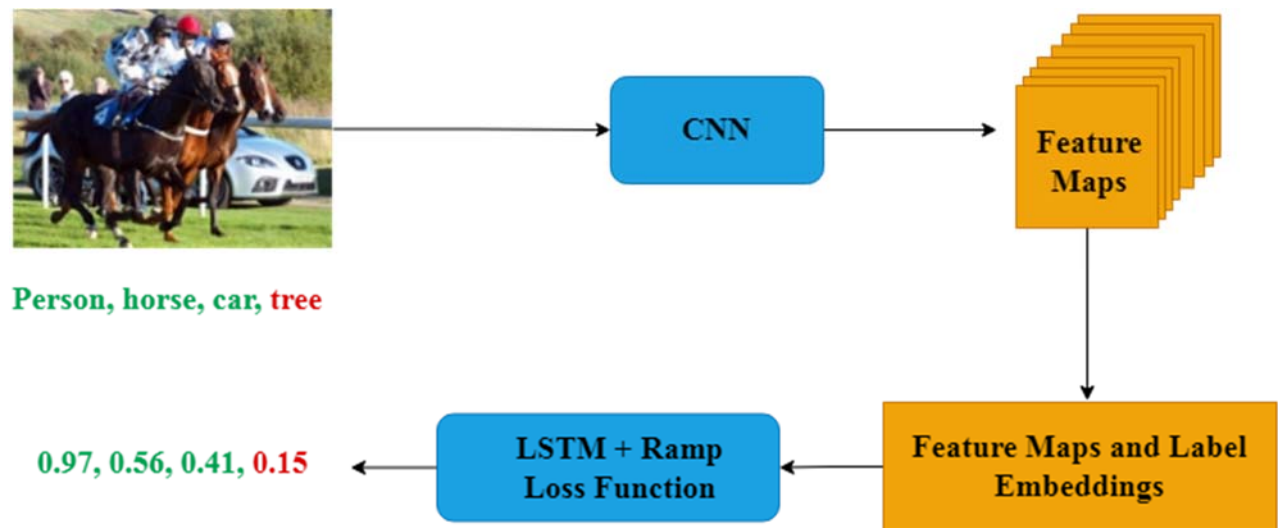 CNN
Feature
Maps
Person, horse, car, tree
0.97, 0.56, 0.41, 0.15
LSTM + Ramp
Loss Function
Feature Maps and Label
Embeddings